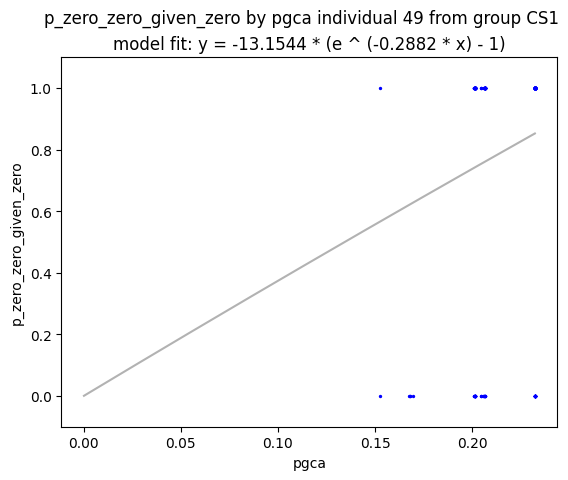 p_zero_zero_given_zero by pgca individual 49 from group CS1
model fit: y = -13.1544 * (e ^ (-0.2882 * x) - 1)
1.0
0.8
0.6
0.4
0.2
0.0
p_zero_zero_given_zero
0.00 0.05 0.10 0.15 0.20
pgca